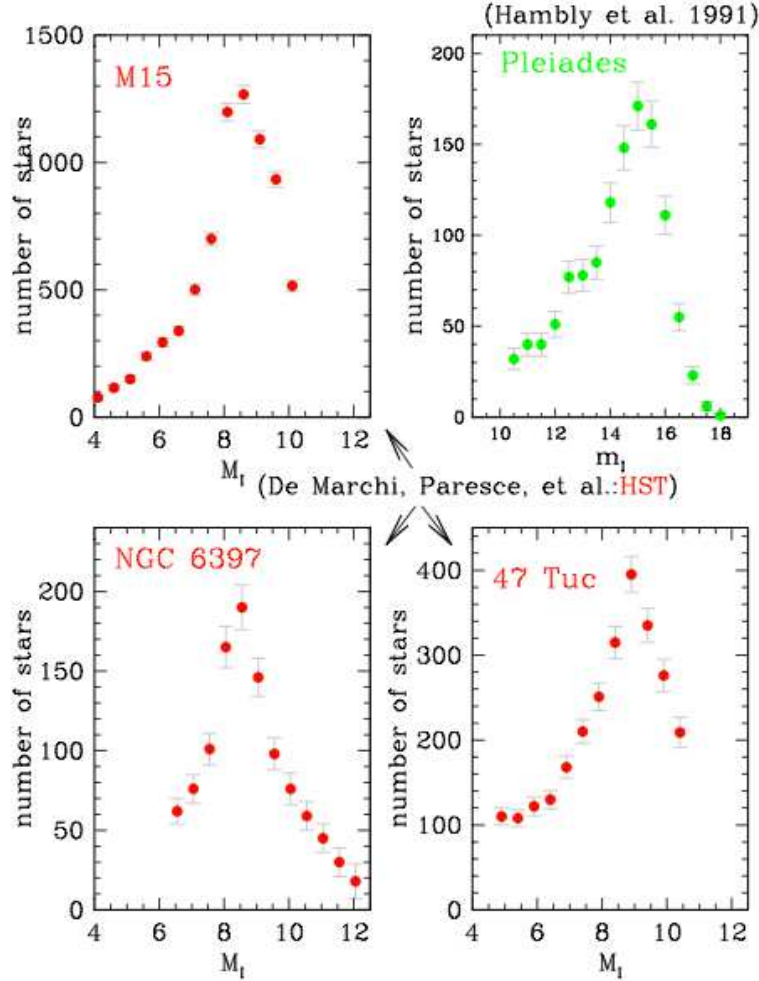 (Hambly et al. 1991)
1500
1000
500
0
number of stars
M15
4 6 8 10 12
M_I
200
150
100
50
0
number of stars
Pleiades
10 12 14 16 18
m_I
(De Marchi, Paresce, et al.:HST)
200
150
100
50
0
number of stars
NGC 6397
4 6 8 10 12
M_I
400
300
200
100
0
number of stars
47 Tuc
4 6 8 10 12
M_I